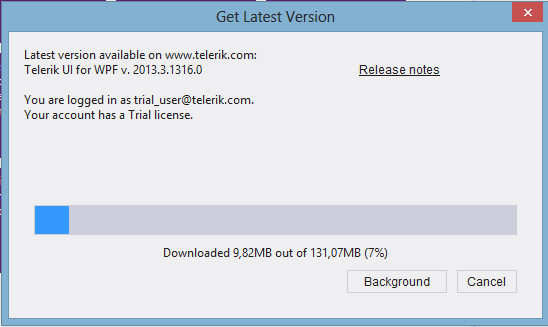 Get Latest Version
Latest version available on www.telerik.com:
Telerik UI for WPF v. 2013.3.1316.0
Release notes
You are logged in as trial_user@telerik.com.
Your account has a Trial license.
Downloaded 9,82MB out of 131,07MB (7%)
Background
Cancel